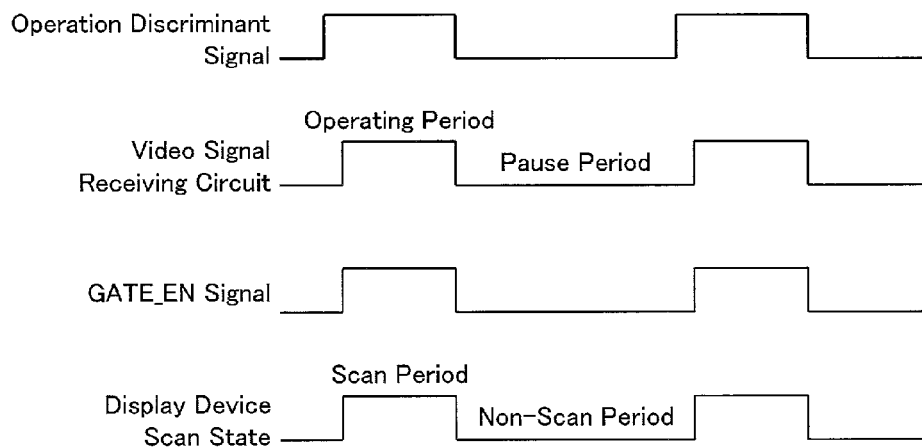 Operation Discriminant
Signal
Operating Period
Video Signal
Receiving Circuit
Pause Period
GATE_EN Signal
Scan Period
Display Device
Scan State
Non-Scan Period